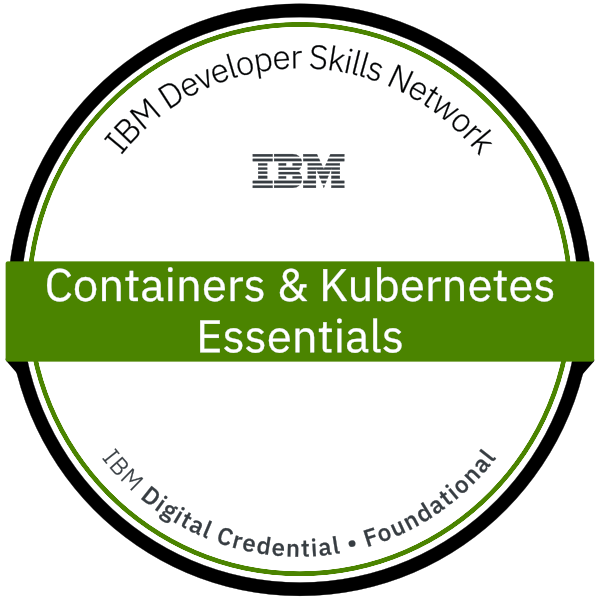 IBM Developer Skills Network
IBM
Containers & Kubernetes
Essentials
IBM Digital Credential • Foundational